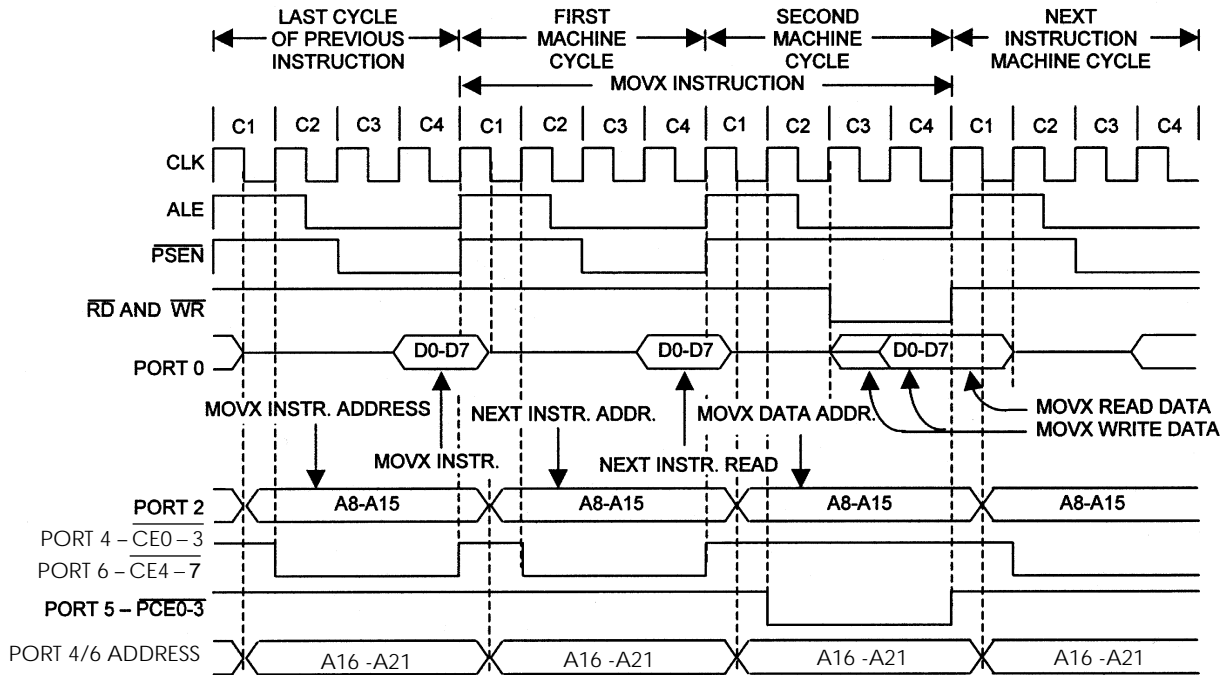 LAST CYCLE
OF PREVIOUS
INSTRUCTION
FIRST
MACHINE
CYCLE
SECOND
MACHINE
CYCLE
NEXT
INSTRUCTION
MACHINE CYCLE
MOVX INSTRUCTION
C1 C2 C3 C4 C1 C2 C3 C4 C1 C2 C3 C4 C1 C2 C3 C4
CLK
ALE
PSEN
RD AND WR
PORT 0
D0-D7 D0-D7 D0-D7
MOVX INSTR. ADDRESS
NEXT INSTR. ADDR.
MOVX DATA ADDR.
MOVX READ DATA
MOVX WRITE DATA
MOVX INSTR.
NEXT INSTR. READ
PORT 2
A8-A15 A8-A15 A8-A15 A8-A15
PORT 4 – CE0 – 3
PORT 6 – CE4 – 7
PORT 5 – PCE0-3
PORT 4/6 ADDRESS
A16 -A21 A16 -A21 A16 -A21 A16 -A21